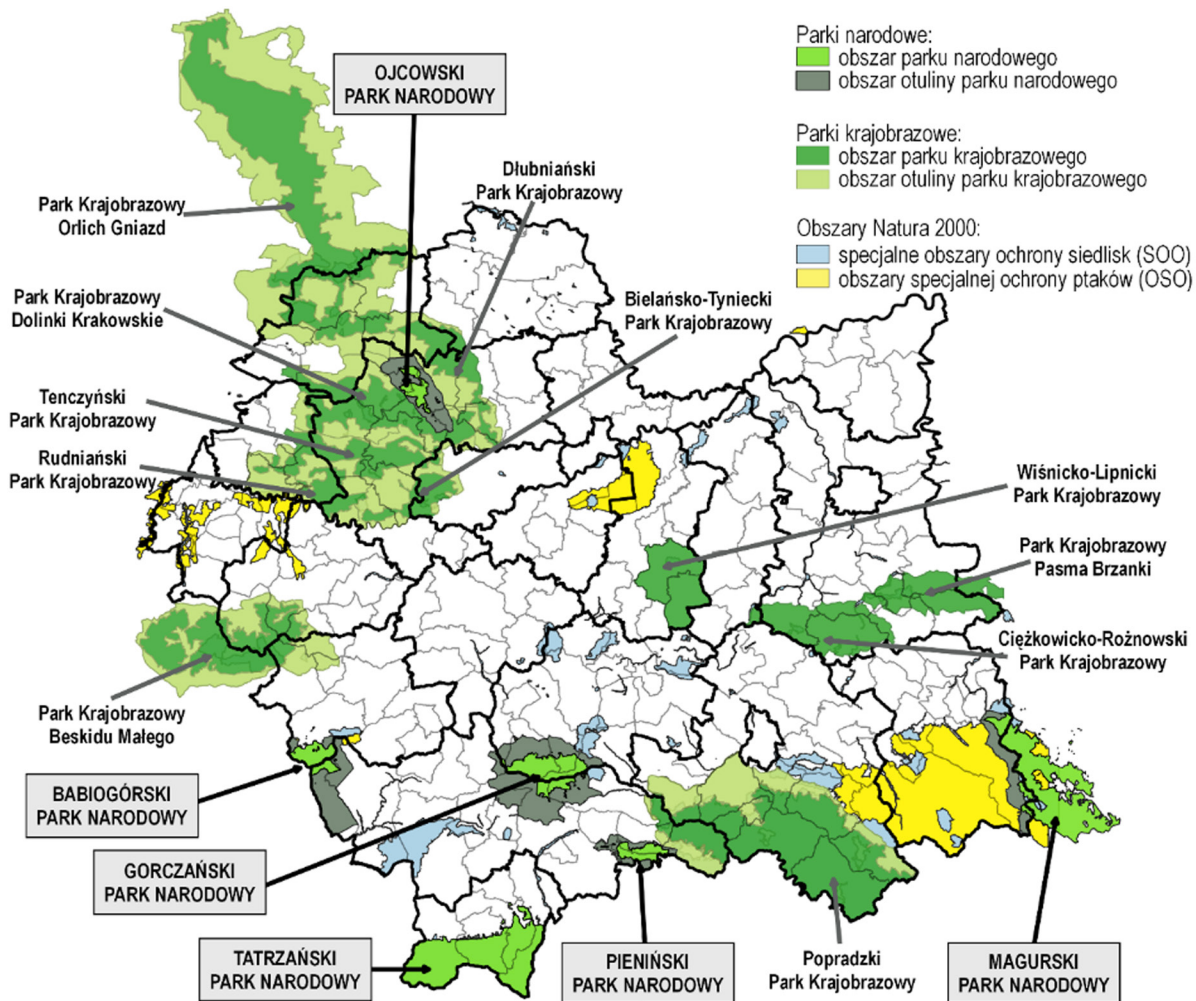 Parki narodowe:
obszar parku narodowego
obszar otuliny parku narodowego
Parki krajobrazowe:
obszar parku krajobrazowego
obszar otuliny parku krajobrazowego
Obszary Natura 2000:
specjalne obszary ochrony siedlisk (SOO)
obszary specjalnej ochrony ptaków (OSO)
OJCOWSKI
PARK NARODOWY
Dłubniański
Park Krajobrazowy
Park Krajobrazowy
Orlich Gniazd
Park Krajobrazowy
Dolinki Krakowskie
Bielańsko-Tyniecki
Park Krajobrazowy
Tenczyński
Park Krajobrazowy
Rudniański
Park Krajobrazowy
Wiśnicko-Lipnicki
Park Krajobrazowy
Park Krajobrazowy
Pasma Brzanki
Ciężkowicko-Rożnowski
Park Krajobrazowy
Park Krajobrazowy
Beskidu Małego
BABIOGÓRSKI
PARK NARODOWY
GORCZAŃSKI
PARK NARODOWY
TATRZAŃSKI
PARK NARODOWY
PIENIŃSKI
PARK NARODOWY
Popradzki
Park Krajobrazowy
MAGURSKI
PARK NARODOWY